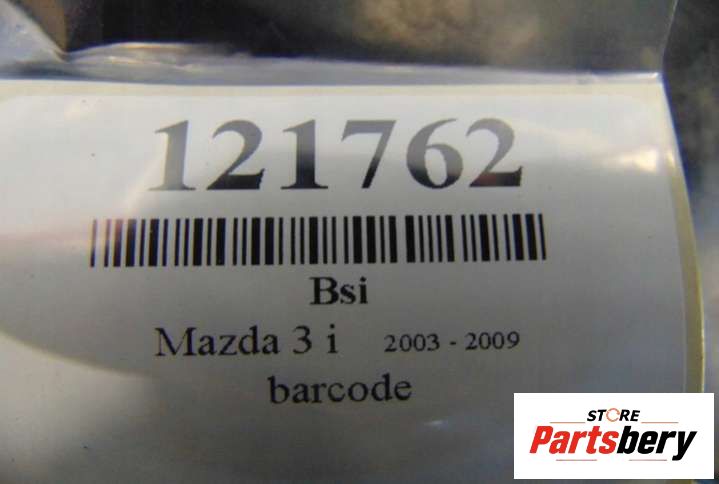 121762
Bsi
Mazda 3 i 2003 - 2009
barcode
STORE
Partsbery